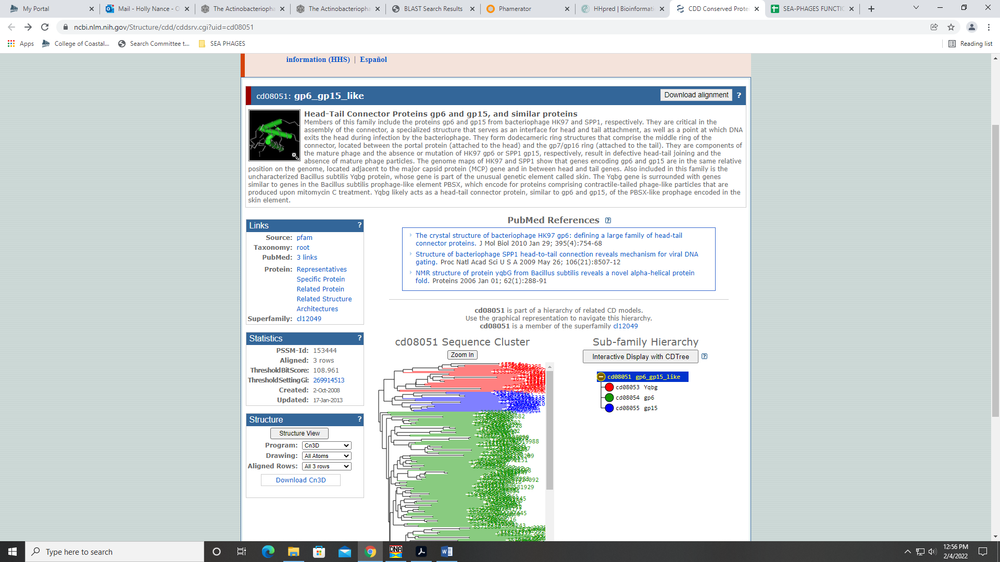 My Portal
Mail - Holly Nance - O
The Actinobacteriopha
The Actinobacteriopha
BLAST Search Results
Phamerator
HHpred | Bioinformati
CDD Conserved Prote
SEA-PHAGES FUNCTIC
ncbi.nlm.nih.gov/Structure/cdd/cddsrv.cgi?uid=cd08051
Apps
College of Coastal...
Search Committee t...
SEA PHAGES
Reading list
information (HHS) | Español
cd08051: gp6_gp15_like
Download alignment ?
Head-Tail Connector Proteins gp6 and gp15, and similar proteins
Members of this family include the proteins gp6 and gp15 from bacteriophage HK97 and SPP1, respectively. They are critical in the
assembly of the connector, a specialized structure that serves as an interface for head and tail attachment, as well as a point at which DNA
exits the head during infection by the bacteriophage. They form dodecameric ring structures that comprise the middle ring of the
connector, located between the portal protein (attached to the head) and the gp7/gp16 ring (attached to the tail). They are components of
the mature phage and the absence or mutation of HK97 gp6 or SPP1 gp15, respectively, result in defective head-tail joining and the
absence of mature phage particles. The genome maps of HK97 and SPP1 show that genes encoding gp6 and gp15 are in the same relative
position on the genome, located adjacent to the major capsid protein (MCP) gene and in between head and tail genes. Also included in this family is the
uncharacterized Bacillus subtilis Yqbg protein, whose gene is part of the unusual genetic element called skin. The Yqbg gene is surrounded with genes
similar to genes in the Bacillus subtilis prophage-like element PBSX, which encode for proteins comprising contractile-tailed phage-like particles that are
produced upon mitomycin C treatment. Yqbg likely acts as a head-tail connector protein, similar to gp6 and gp15, of the PBSX-like prophage encoded in the
skin element.
Links ?
Source: pfam
Taxonomy: root
PubMed: 3 links
Protein: Representatives
Specific Protein
Related Protein
Related Structure
Architectures
Superfamily: cl12049
Statistics ?
PSSM-Id: 153444
Aligned: 3 rows
ThresholdBitScore: 108.961
ThresholdSettingGi: 269914513
Created: 2-Oct-2008
Updated: 17-Jan-2013
Structure ?
Structure View
Program: Cn3D
Drawing: All Atoms
Aligned Rows: All 3 rows
Download Cn3D
PubMed References ?
The crystal structure of bacteriophage HK97 gp6: defining a large family of head-tail
connector proteins. J Mol Biol 2010 Jan 29; 395(4):754-68
Structure of bacteriophage SPP1 head-to-tail connection reveals mechanism for viral DNA
gating. Proc Natl Acad Sci U S A 2009 May 26; 106(21):8507-12
NMR structure of protein yqbG from Bacillus subtilis reveals a novel alpha-helical protein
fold. Proteins 2006 Jan 01; 62(1):288-91
cd08051 is part of a hierarchy of related CD models.
Use the graphical representation to navigate this hierarchy.
cd08051 is a member of the superfamily cl12049
cd08051 Sequence Cluster
Zoom In
Sub-family Hierarchy
Interactive Display with CDTree ?
cd08051 gp6_gp15_like
cd08053 Yqbg
cd08054 gp6
cd08055 gp15
Type here to search
DNA
12:56 PM
2/4/2022